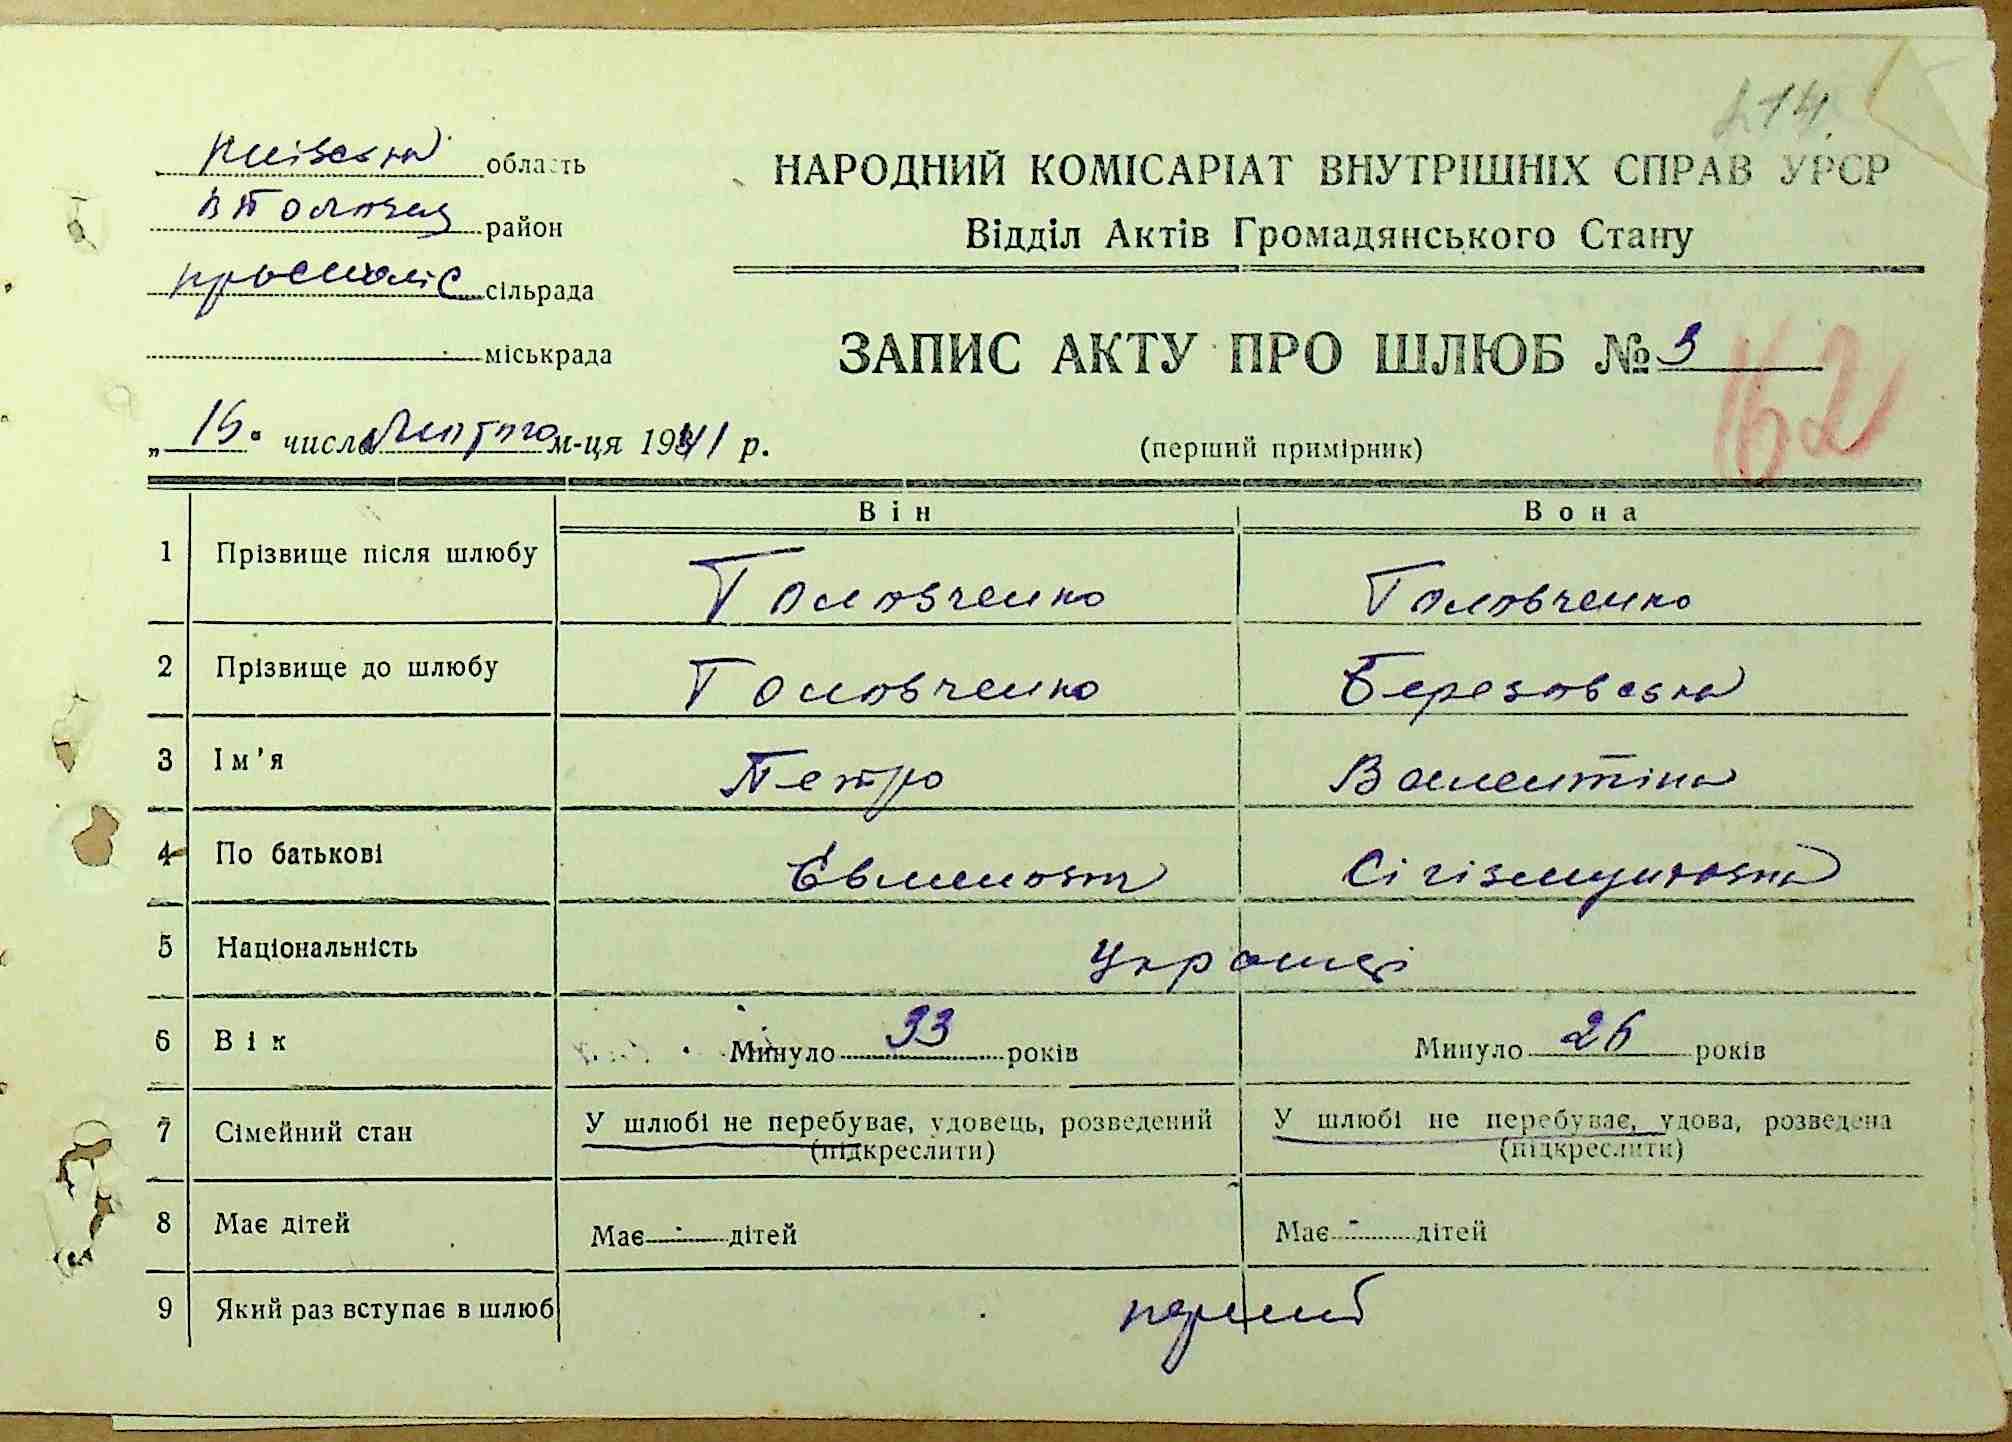 214.
Київська область
район
сільрада
міськрада
НАРОДНИЙ КОМІСАРІАТ ВНУТРІШНІХ СПРАВ УРСР
Відділ Актів Громадянського Стану
ЗАПИС АКТУ ПРО ШЛЮБ № 3
162
„15“ числа Лютого м-ця 1941 р.
(перший примірник)
Він Вона
1 Прізвище після шлюбу Головченко Головченко
2 Прізвище до шлюбу Головченко Березовська
3 Ім'я Петро Валентіна
4 По батькові Євменович Сігізмундовна
5 Національність Українці
6 Вік Минуло 33 років Минуло 26 років
7 Сімейний стан У шлюбі не перебуває, удовець, розведений У шлюбі не перебуває, удова, розведена
(підкреслити) (підкреслити)
8 Має дітей Має - дітей Має - дітей
9 Який раз вступає в шлюб перший